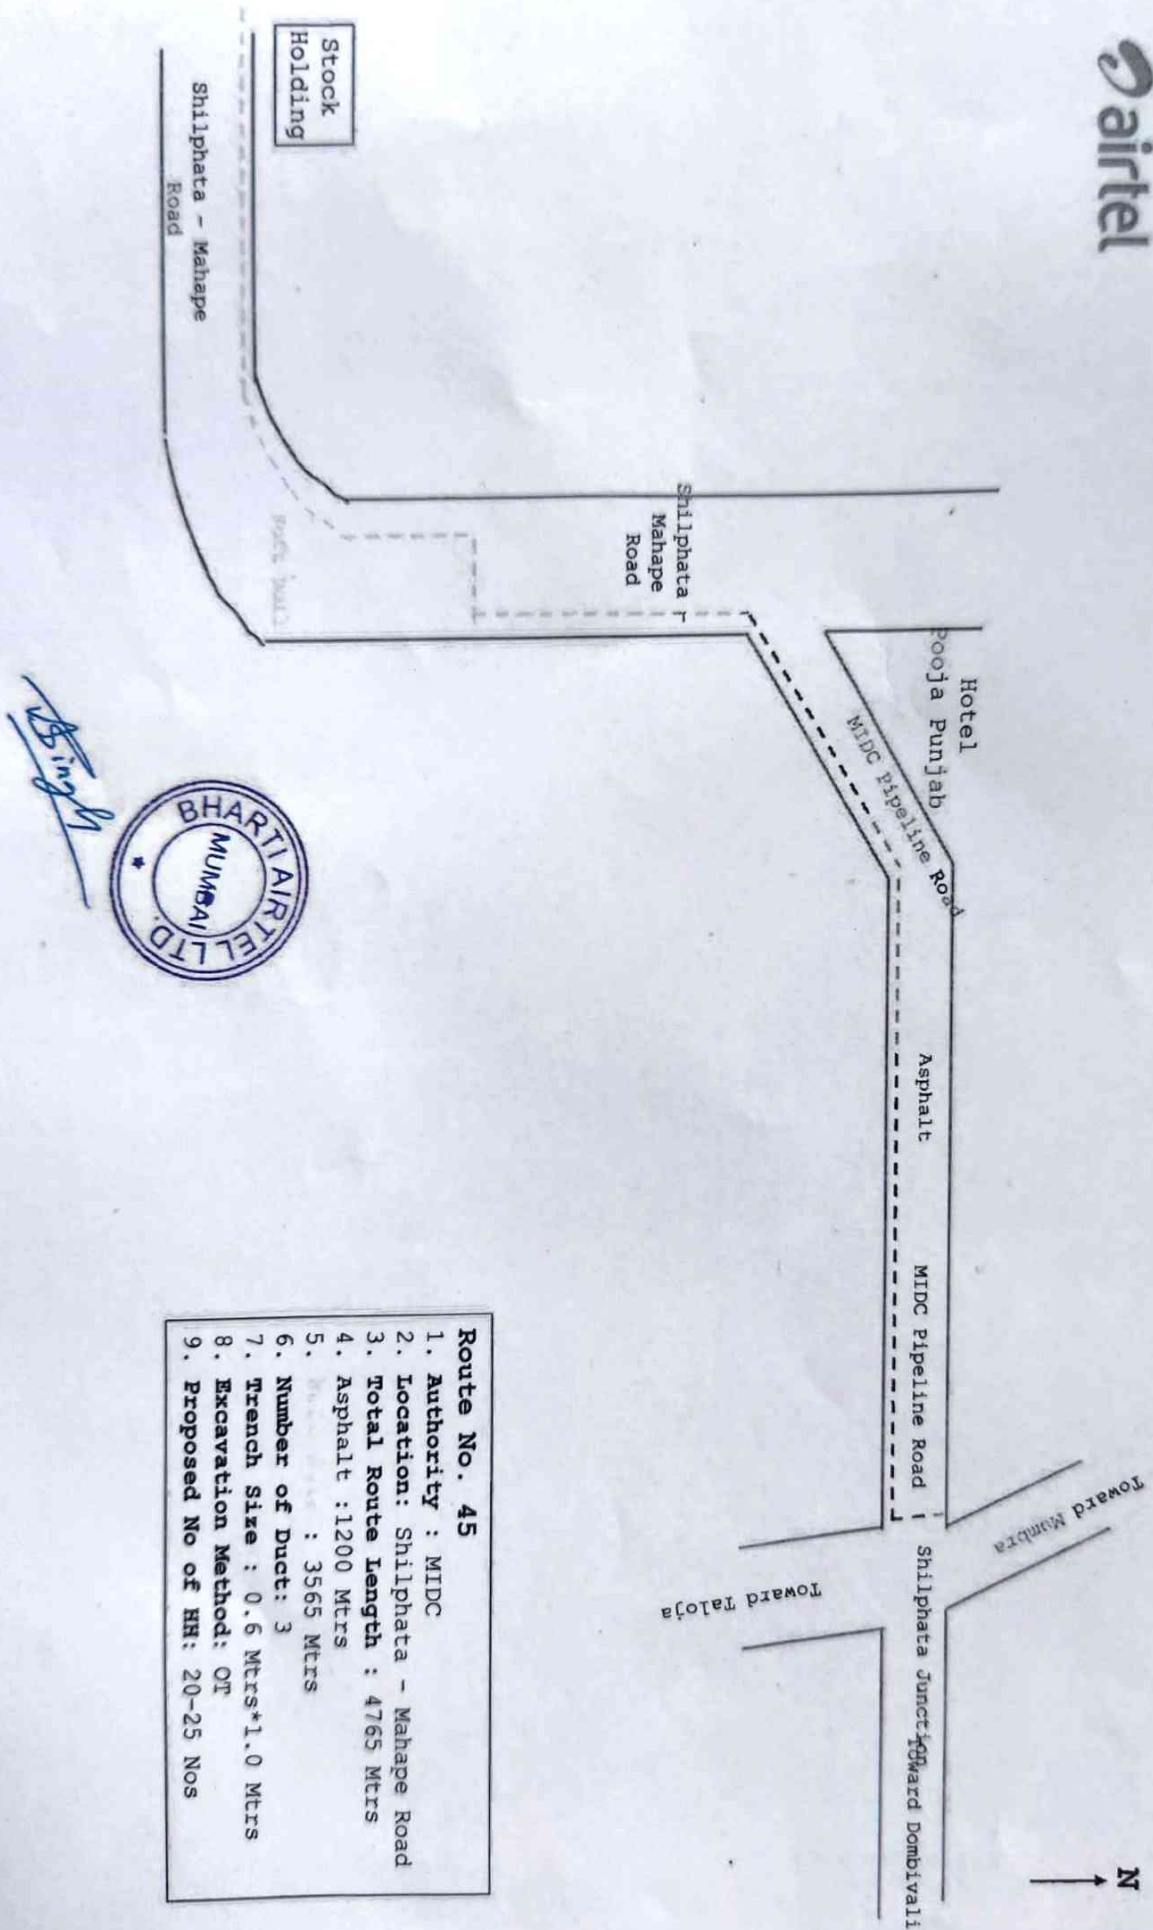 airtel
N
Hotel
Pooja Punjab
MIDC Pipeline Road
Asphalt
MIDC Pipeline Road
Shilphata Junction
Toward Dombivali
Toward Mumbra
Toward Taloja
Shilphata
Mahape
Road
Stock
Holding
Shilphata - Mahape
Road
BHARTI AIRTEL LTD.
MUMBAI
Singh
Route No. 45
1. Authority : MIDC
2. Location: Shilphata - Mahape Road
3. Total Route Length : 4765 Mtrs
4. Asphalt :1200 Mtrs
5. : 3565 Mtrs
6. Number of Duct: 3
7. Trench Size : 0.6 Mtrs*1.0 Mtrs
8. Excavation Method: OT
9. Proposed No of HH: 20-25 Nos